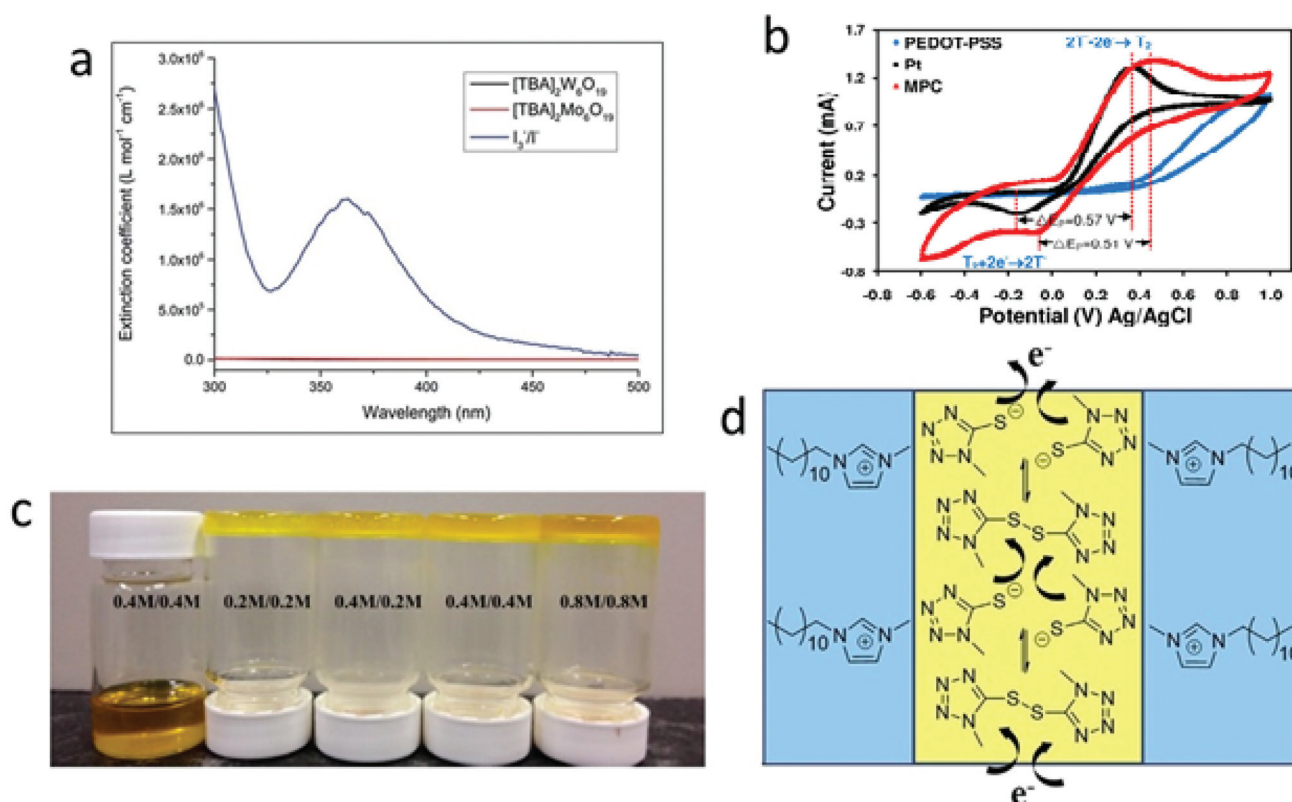 a
[TBA]₂W₆O₁₉
[TBA]₂Mo₆O₁₉
I₃⁻/I⁻
Extinction coefficient (L mol⁻¹ cm⁻¹)
3.0x10⁶
2.5x10⁶
2.0x10⁶
1.5x10⁶
1.0x10⁶
5.0x10⁵
0.0
300 350 400 450 500
Wavelength (nm)
b
PEDOT-PSS
Pt
MPC
2T⁻-2e⁻→ T₂
Current (mA)
1.7
1.2
0.7
0.2
-0.3
-0.8
△Eₚ=0.57 V
△Eₚ=0.51 V
T₂+2e⁻→2T⁻
-0.8 -0.6 -0.4 -0.2 0.0 0.2 0.4 0.6 0.8 1.0
Potential (V) Ag/AgCl
c
0.4M/0.4M 0.2M/0.2M 0.4M/0.2M 0.4M/0.4M 0.8M/0.8M
d
e⁻
N N N N S ⊖
⊖ S N N N N
10 N ⊕ N
N ⊕ N 10
N N N N S S N N N N
N N N N S ⊖
⊖ S N N N N
10 N ⊕ N
N ⊕ N 10
N N N N S S N N N N
e⁻